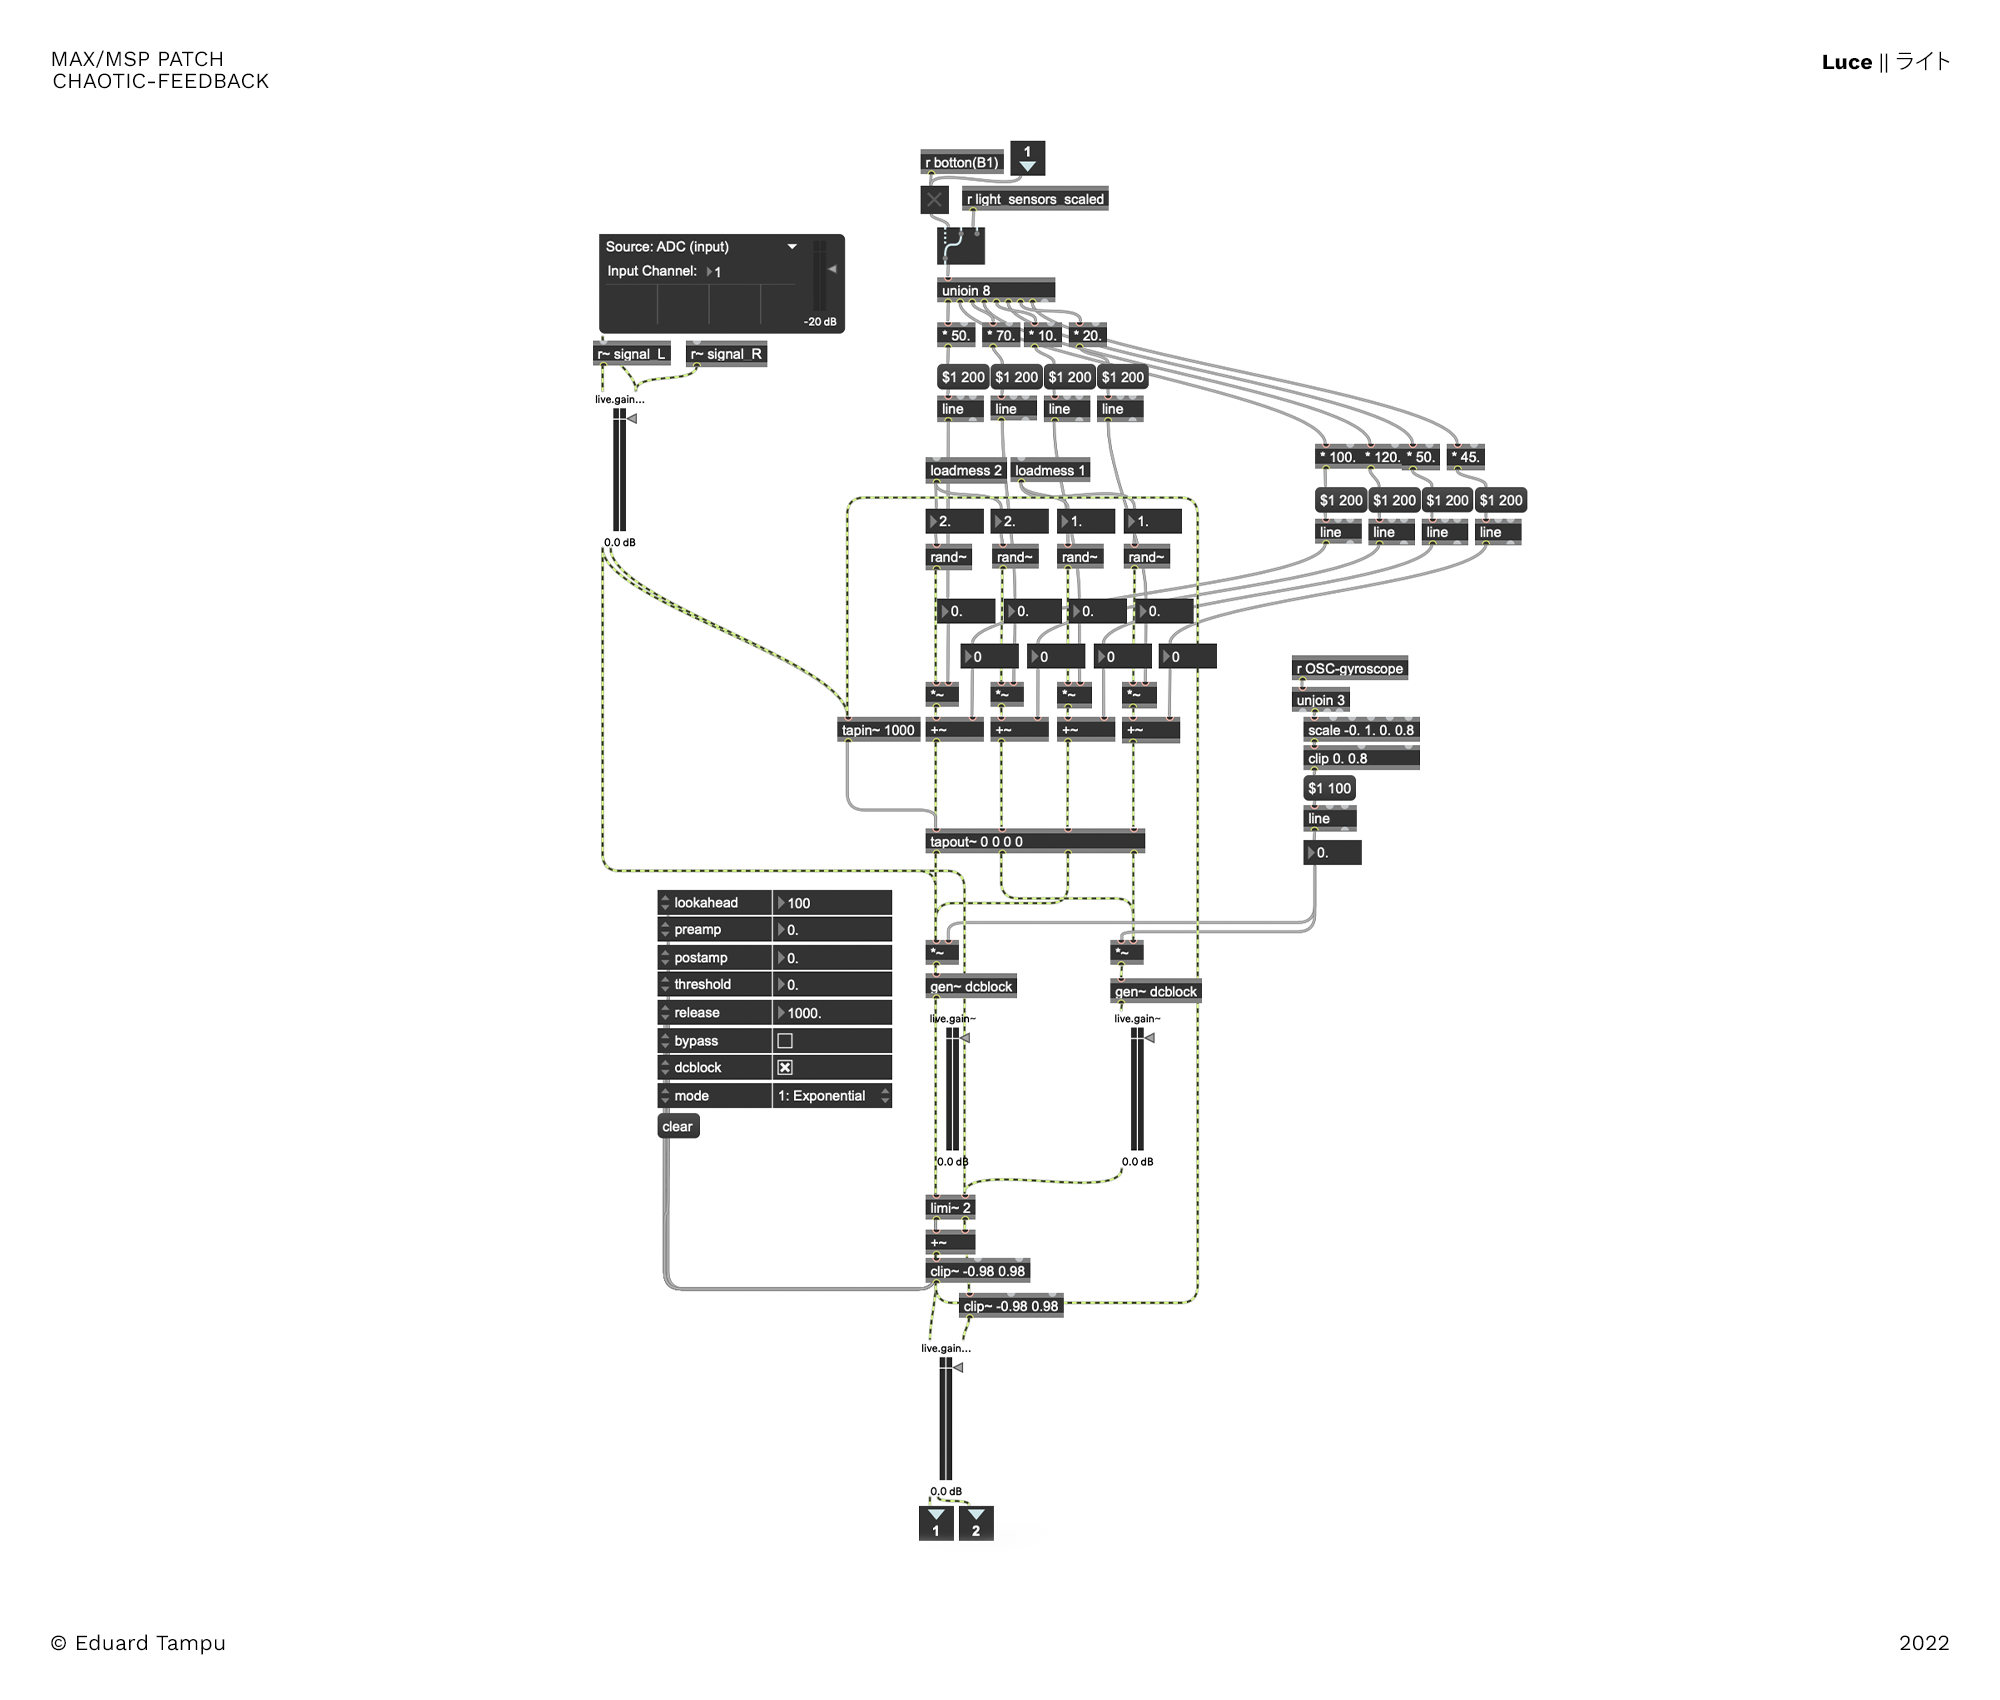 MAX/MSP PATCH
CHAOTIC-FEEDBACK
Luce || ライト
r botton(B1)
1
r light_sensors_scaled
Source: ADC (input)
Input Channel: 1
-20 dB
unjoin 8
* 50. * 70. * 10. * 20.
r~ signal_L r~ signal_R
$1 200 $1 200 $1 200 $1 200
live.gain...
line line line line
* 100. * 120. * 50. * 45.
loadmess 2 loadmess 1
$1 200 $1 200 $1 200 $1 200
2. 2. 1. 1.
line line line line
0.0 dB
rand~ rand~ rand~ rand~
0. 0. 0. 0.
0 0 0 0
r OSC-gyroscope
*~ *~ *~ *~
unjoin 3
tapin~ 1000 +~ +~ +~ +~
scale -0. 1. 0. 0.8
clip 0. 0.8
$1 100
line
tapout~ 0 0 0 0
0.
lookahead 100
preamp 0.
postamp 0.
threshold 0.
release 1000.
bypass
dcblock
mode 1: Exponential
clear
*~ *~
gen~ dcblock gen~ dcblock
live.gain~ live.gain~
0.0 dB 0.0 dB
limi~ 2
+~
clip~ -0.98 0.98
clip~ -0.98 0.98
live.gain...
0.0 dB
1 2
© Eduard Tampu
2022